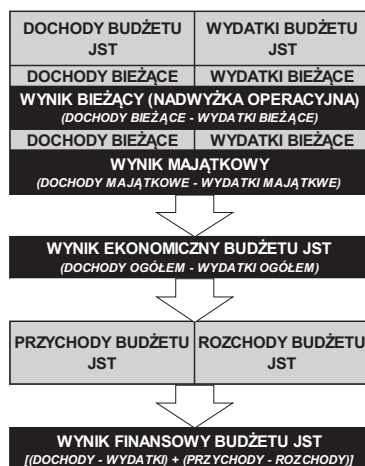 DOCHODY BUDŻETU WYDATKI BUDŻETU
JST JST
DOCHODY BIEŻĄCE WYDATKI BIEŻĄCE
WYNIK BIEŻĄCY (NADWYŻKA OPERACYJNA)
(DOCHODY BIEŻĄCE - WYDATKI BIEŻĄCE)
DOCHODY BIEŻĄCE WYDATKI BIEŻĄCE
WYNIK MAJĄTKOWY
(DOCHODY MAJĄTKOWE - WYDATKI MAJĄTKWE)
WYNIK EKONOMICZNY BUDŻETU JST
(DOCHODY OGÓŁEM - WYDATKI OGÓŁEM)
PRZYCHODY BUDŻETU ROZCHODY BUDŻETU
JST JST
WYNIK FINANSOWY BUDŻETU JST
[(DOCHODY - WYDATKI) + (PRZYCHODY - ROZCHODY)]